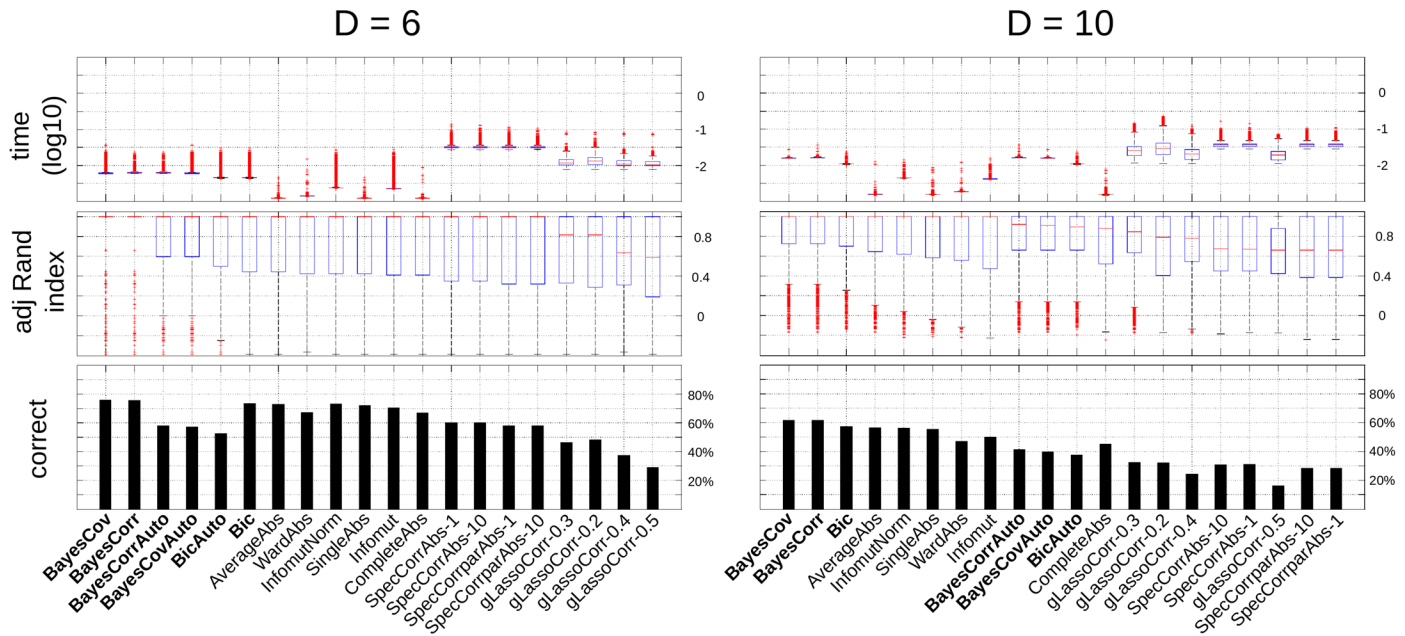 D = 6
D = 10
time
(log10)
0
-1
-2
0
-1
-2
adj Rand
index
0.8
0.4
0
0.8
0.4
0
correct
80%
60%
40%
20%
80%
60%
40%
20%
BayesCov
BayesCorr
BayesCorrAuto
BayesCovAuto
BicAuto
Bic
AverageAbs
WardAbs
InfomutNorm
SingleAbs
Infomut
CompleteAbs
SpecCorrAbs-1
SpecCorrAbs-10
SpecCorrparAbs-1
SpecCorrparAbs-10
gLassoCorr-0.3
gLassoCorr-0.2
gLassoCorr-0.4
gLassoCorr-0.5
BayesCov
BayesCorr
Bic
AverageAbs
InfomutNorm
SingleAbs
WardAbs
Infomut
BayesCorrAuto
BayesCovAuto
BicAuto
CompleteAbs
gLassoCorr-0.3
gLassoCorr-0.2
gLassoCorr-0.4
SpecCorrAbs-10
SpecCorrAbs-1
gLassoCorr-0.5
SpecCorrparAbs-10
SpecCorrparAbs-1